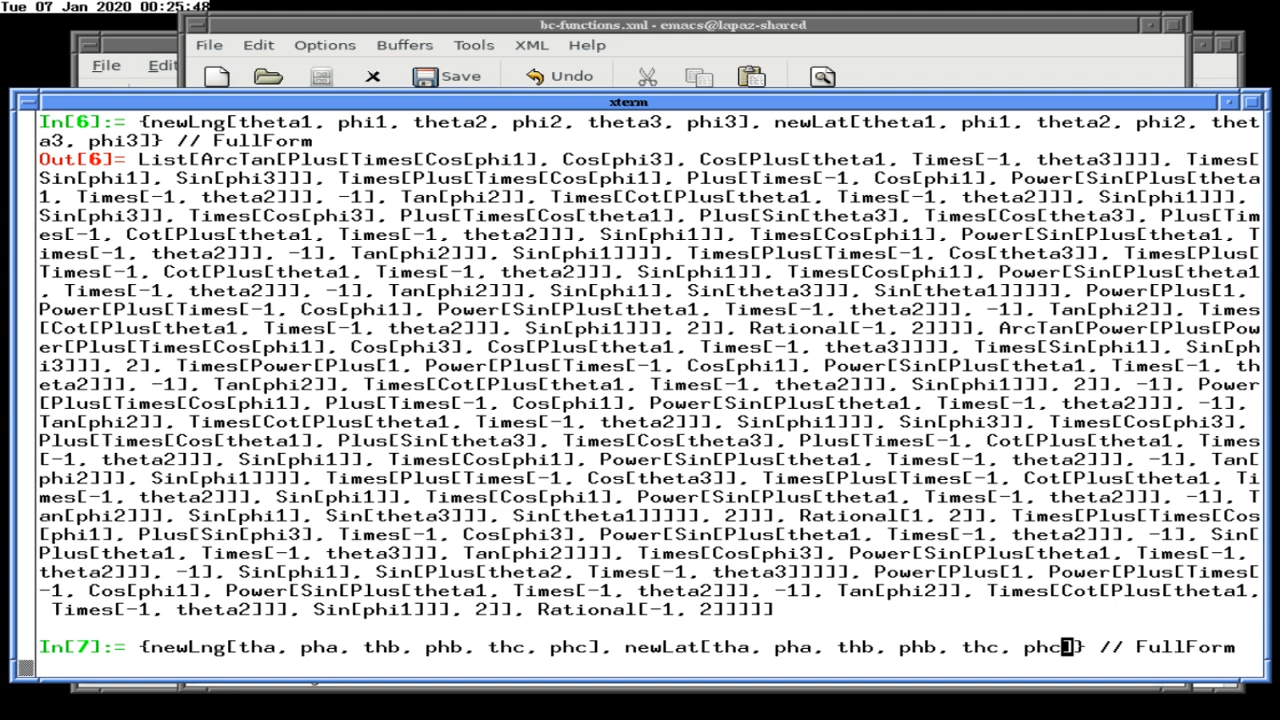 Tue 07 Jan 2020 00:25:48
bc-functions.xml - emacs@lapaz-shared
File Edit Options Buffers Tools XML Help
File Edit
Save Undo
xterm
In[6]:= {newLng[theta1, phi1, theta2, phi2, theta3, phi3], newLat[theta1, phi1, theta2, phi2, thet
a3, phi3]} // FullForm
Out[6]= List[ArcTan[Plus[Times[Cos[phi1], Cos[phi3], Cos[Plus[theta1, Times[-1, theta3]]]], Times[
Sin[phi1], Sin[phi3]]], Times[Plus[Times[Cos[phi1], Plus[Times[-1, Cos[phi1], Power[Sin[Plus[theta
1, Times[-1, theta2]]], -1], Tan[phi2]], Times[Cot[Plus[theta1, Times[-1, theta2]]], Sin[phi1]]],
Sin[phi3]], Times[Cos[phi3], Plus[Times[Cos[theta1], Plus[Sin[theta3], Times[Cos[theta3], Plus[Tim
es[-1, Cot[Plus[theta1, Times[-1, theta2]]], Sin[phi1]], Times[Cos[phi1], Power[Sin[Plus[theta1, T
imes[-1, theta2]]], -1], Tan[phi2]]], Sin[phi1]]]], Times[Plus[Times[-1, Cos[theta3]], Times[Plus[
Times[-1, Cot[Plus[theta1, Times[-1, theta2]]], Sin[phi1]], Times[Cos[phi1], Power[Sin[Plus[theta1
, Times[-1, theta2]]], -1], Tan[phi2]]], Sin[phi1], Sin[theta3]]], Sin[theta1]]]]], Power[Plus[1,
Power[Plus[Times[-1, Cos[phi1], Power[Sin[Plus[theta1, Times[-1, theta2]]], -1], Tan[phi2]], Times
[Cot[Plus[theta1, Times[-1, theta2]]], Sin[phi1]]], 2]], Rational[-1, 2]]]], ArcTan[Power[Plus[Pow
er[Plus[Times[Cos[phi1], Cos[phi3], Cos[Plus[theta1, Times[-1, theta3]]]], Times[Sin[phi1], Sin[ph
i3]]], 2], Times[Power[Plus[1, Power[Plus[Times[-1, Cos[phi1], Power[Sin[Plus[theta1, Times[-1, th
eta2]]], -1], Tan[phi2]], Times[Cot[Plus[theta1, Times[-1, theta2]]], Sin[phi1]]], 2]], -1], Power
[Plus[Times[Cos[phi1], Plus[Times[-1, Cos[phi1], Power[Sin[Plus[theta1, Times[-1, theta2]]], -1],
Tan[phi2]], Times[Cot[Plus[theta1, Times[-1, theta2]]], Sin[phi1]]], Sin[phi3]], Times[Cos[phi3],
Plus[Times[Cos[theta1], Plus[Sin[theta3], Times[Cos[theta3], Plus[Times[-1, Cot[Plus[theta1, Times
[-1, theta2]]], Sin[phi1]], Times[Cos[phi1], Power[Sin[Plus[theta1, Times[-1, theta2]]], -1], Tan[
phi2]]], Sin[phi1]]]], Times[Plus[Times[-1, Cos[theta3]], Times[Plus[Times[-1, Cot[Plus[theta1, Ti
mes[-1, theta2]]], Sin[phi1]], Times[Cos[phi1], Power[Sin[Plus[theta1, Times[-1, theta2]]], -1], T
an[phi2]]], Sin[phi1], Sin[theta3]]], Sin[theta1]]]]], 2]]], Rational[1, 2]], Times[Plus[Times[Cos
[phi1], Plus[Sin[phi3], Times[-1, Cos[phi3], Power[Sin[Plus[theta1, Times[-1, theta2]]], -1], Sin[
Plus[theta1, Times[-1, theta3]]], Tan[phi2]]]], Times[Cos[phi3], Power[Sin[Plus[theta1, Times[-1,
theta2]]], -1], Sin[phi1], Sin[Plus[theta2, Times[-1, theta3]]]]], Power[Plus[1, Power[Plus[Times[
-1, Cos[phi1], Power[Sin[Plus[theta1, Times[-1, theta2]]], -1], Tan[phi2]], Times[Cot[Plus[theta1,
Times[-1, theta2]]], Sin[phi1]]], 2]], Rational[-1, 2]]]]]
In[7]:= {newLng[tha, pha, thb, phb, thc, phc], newLat[tha, pha, thb, phb, thc, phc]} // FullForm